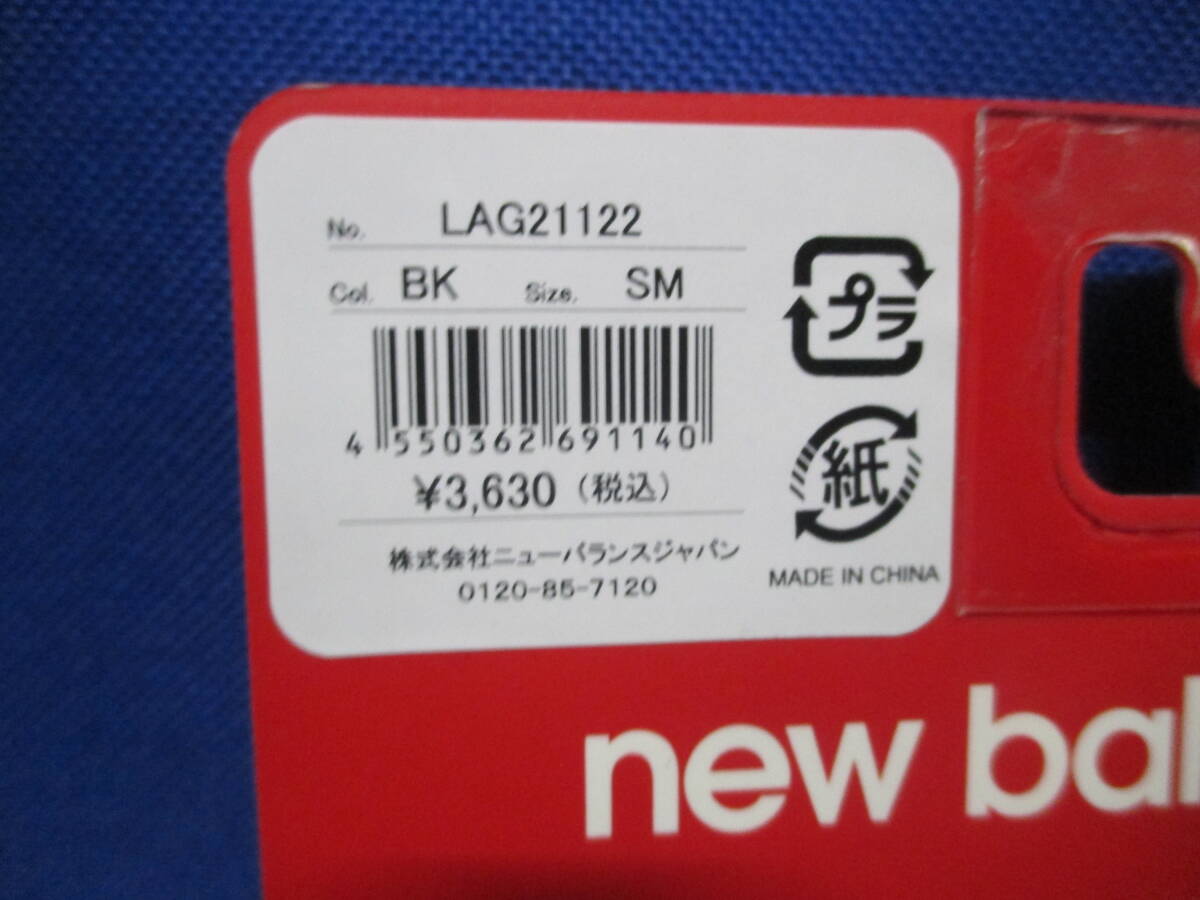 No. LAG21122
Col. BK Size. SM
4 550362 691140
¥3,630（税込）
株式会社ニューバランスジャパン
0120-85-7120
プラ
紙
MADE IN CHINA
new bal